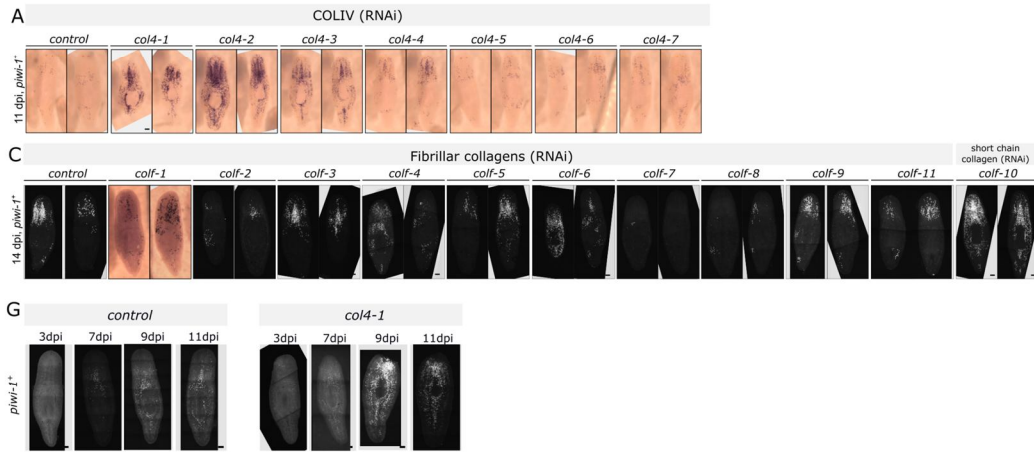 A
COLIV (RNAi)
control col4-1 col4-2 col4-3 col4-4 col4-5 col4-6 col4-7
11 dpi, piwi-1+
C
Fibrillar collagens (RNAi)
short chain
collagen (RNAi)
control colf-1 colf-2 colf-3 colf-4 colf-5 colf-6 colf-7 colf-8 colf-9 colf-11 colf-10
14 dpi, piwi-1+
G
control col4-1
3dpi 7dpi 9dpi 11dpi 3dpi 7dpi 9dpi 11dpi
piwi-1+